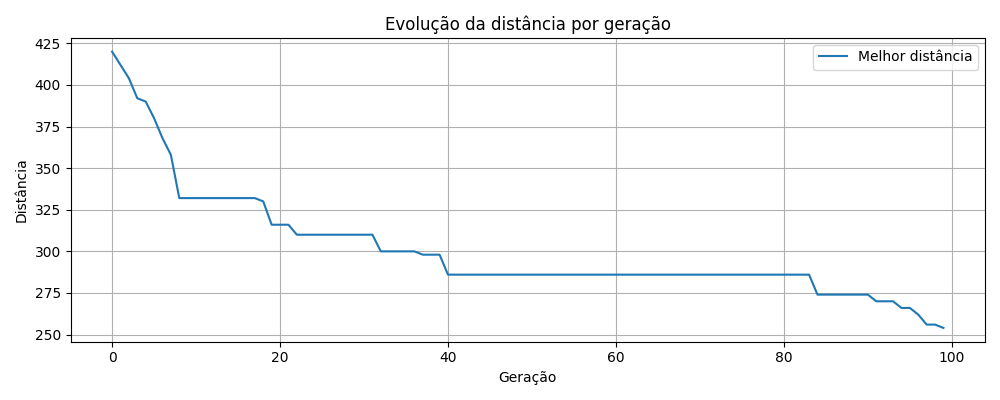 Evolução da distância por geração
Melhor distância
Distância
425
400
375
350
325
300
275
250
0 20 40 60 80 100
Geração